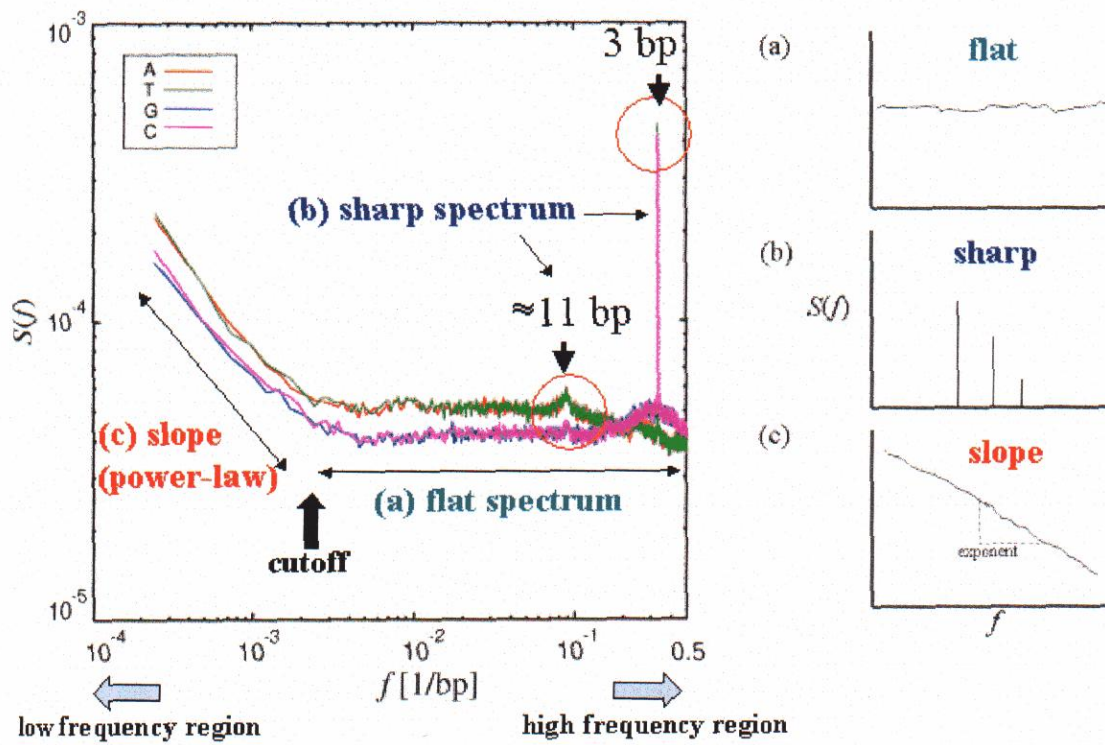 10^-3
A
T
G
C
3 bp
(b) sharp spectrum
≈11 bp
S(f)
10^-4
(c) slope
(power-law)
(a) flat spectrum
cutoff
10^-5
10^-4
10^-3
10^-2
10^-1
0.5
f [1/bp]
low frequency region
high frequency region
(a)
flat
(b)
sharp
S(f)
(c)
slope
exponent
f